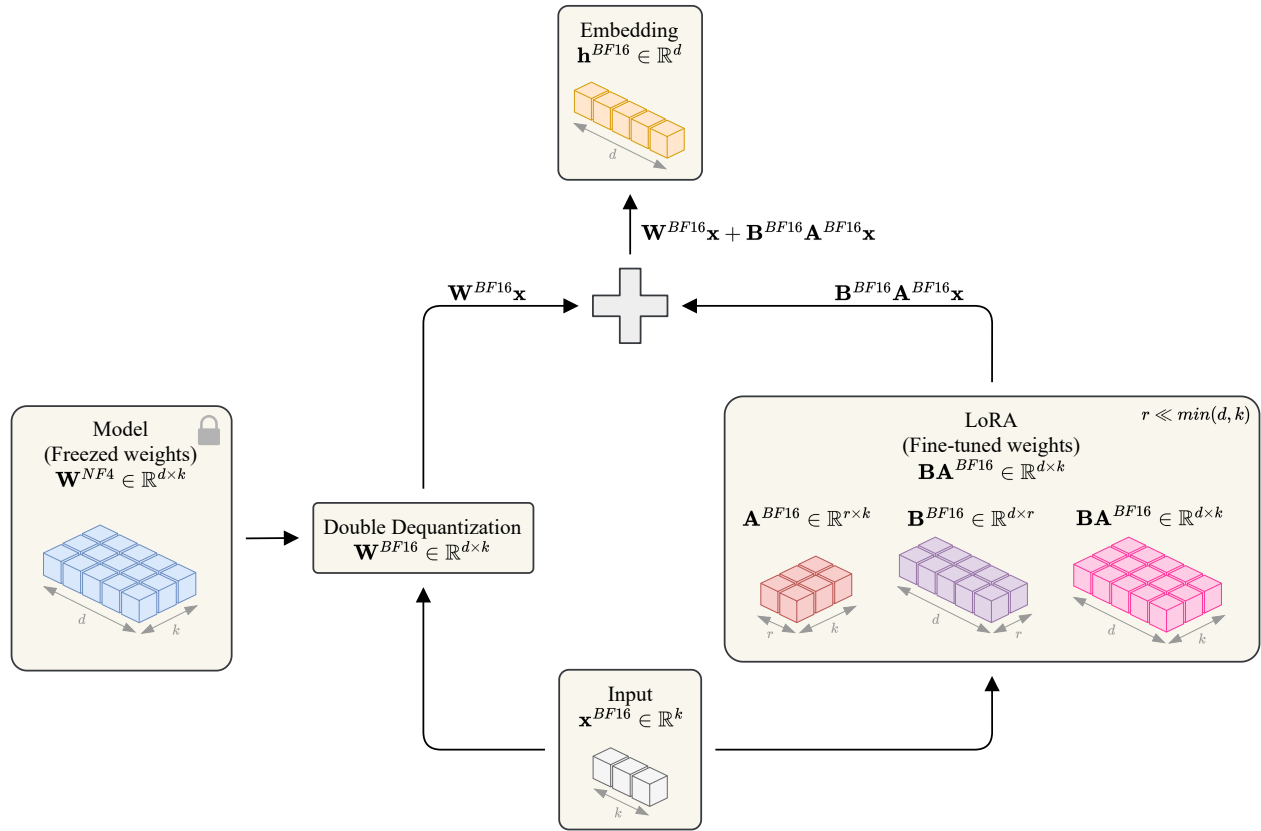 Embedding
𝐡^{BF16} ∈ ℝ^d
d
𝐖^{BF16}𝐱 + 𝐁^{BF16}𝐀^{BF16}𝐱
𝐖^{BF16}𝐱
𝐁^{BF16}𝐀^{BF16}𝐱
Model
(Freezed weights)
𝐖^{NF4} ∈ ℝ^{d×k}
d
k
Double Dequantization
𝐖^{BF16} ∈ ℝ^{d×k}
r ≪ min(d, k)
LoRA
(Fine-tuned weights)
𝐁𝐀^{BF16} ∈ ℝ^{d×k}
𝐀^{BF16} ∈ ℝ^{r×k}
r
k
𝐁^{BF16} ∈ ℝ^{d×r}
d
r
𝐁𝐀^{BF16} ∈ ℝ^{d×k}
d
k
Input
𝐱^{BF16} ∈ ℝ^k
k